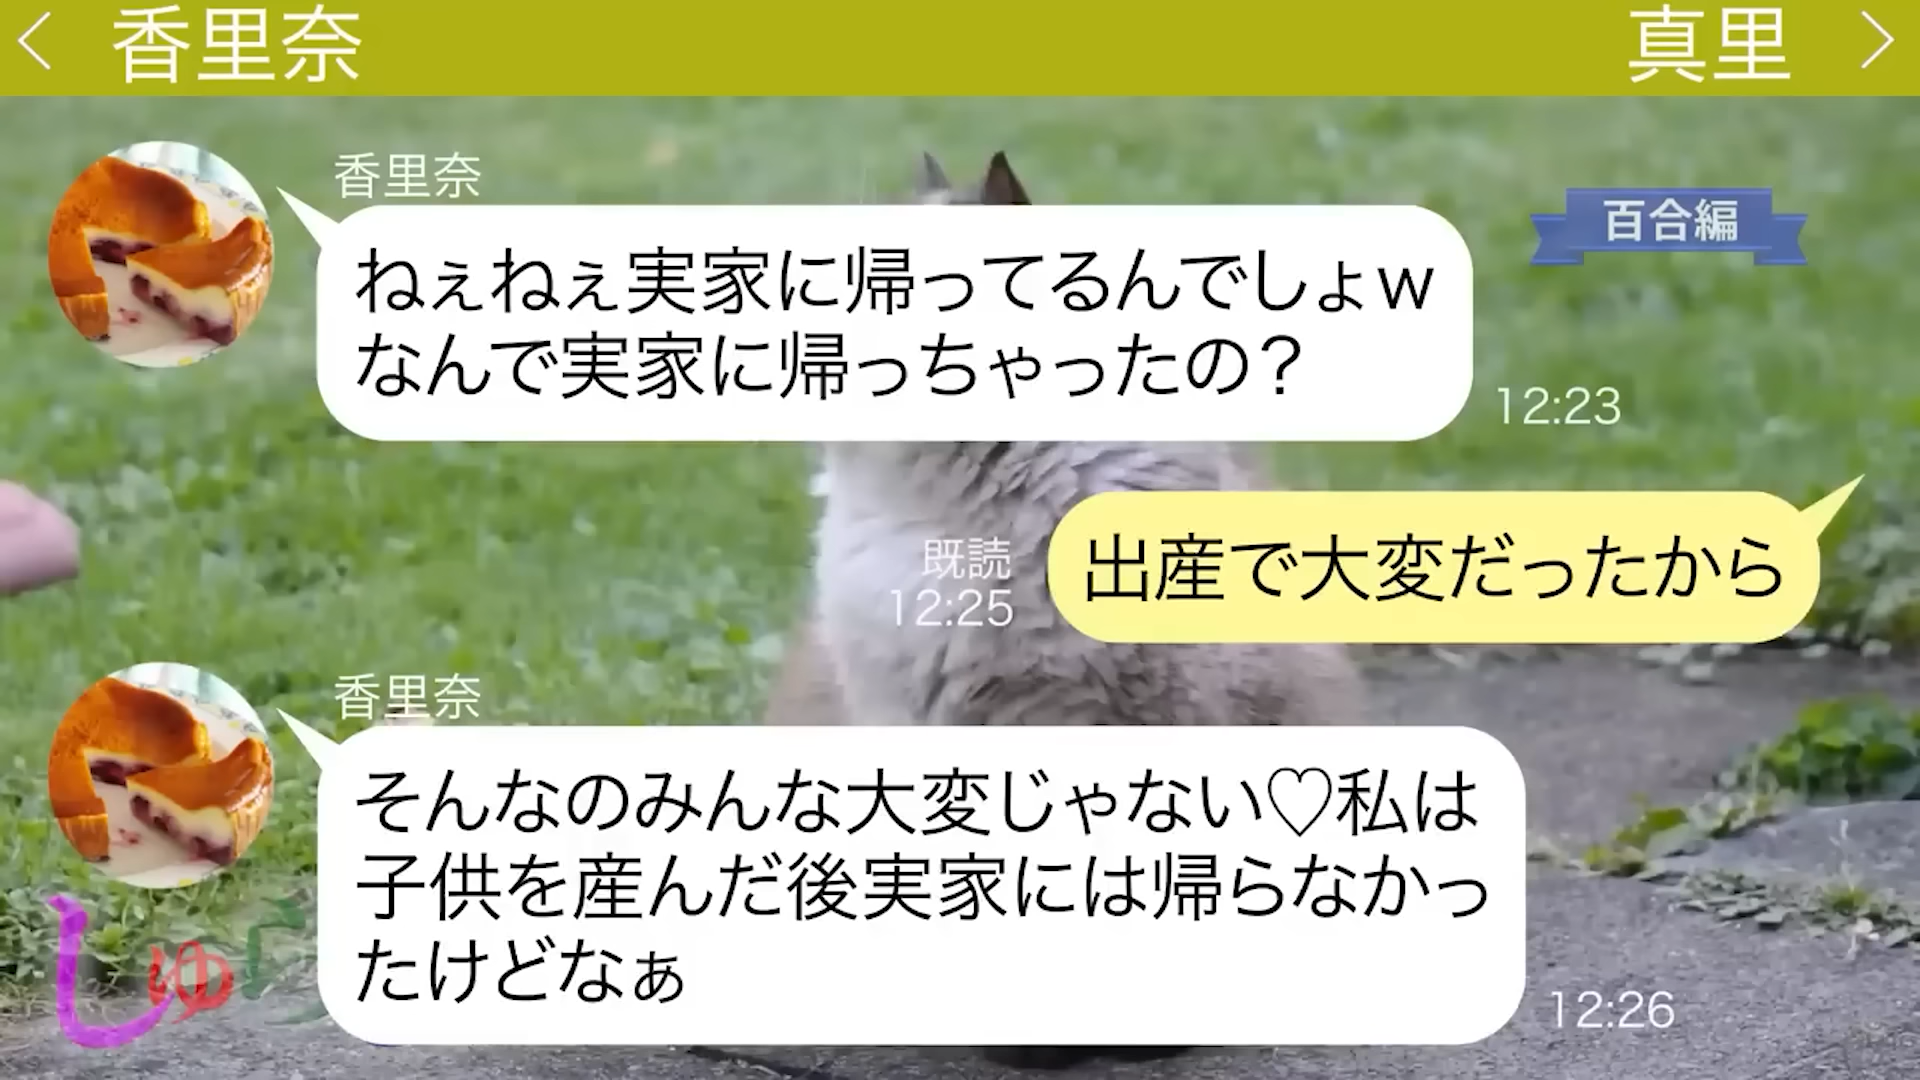 香里奈
真里
香里奈
百合編
ねぇねぇ実家に帰ってるんでしょw
なんで実家に帰っちゃったの？
12:23
出産で大変だったから
既読
12:25
香里奈
そんなのみんな大変じゃない♡私は
子供を産んだ後実家には帰らなかっ
たけどなぁ
12:26
しゅら